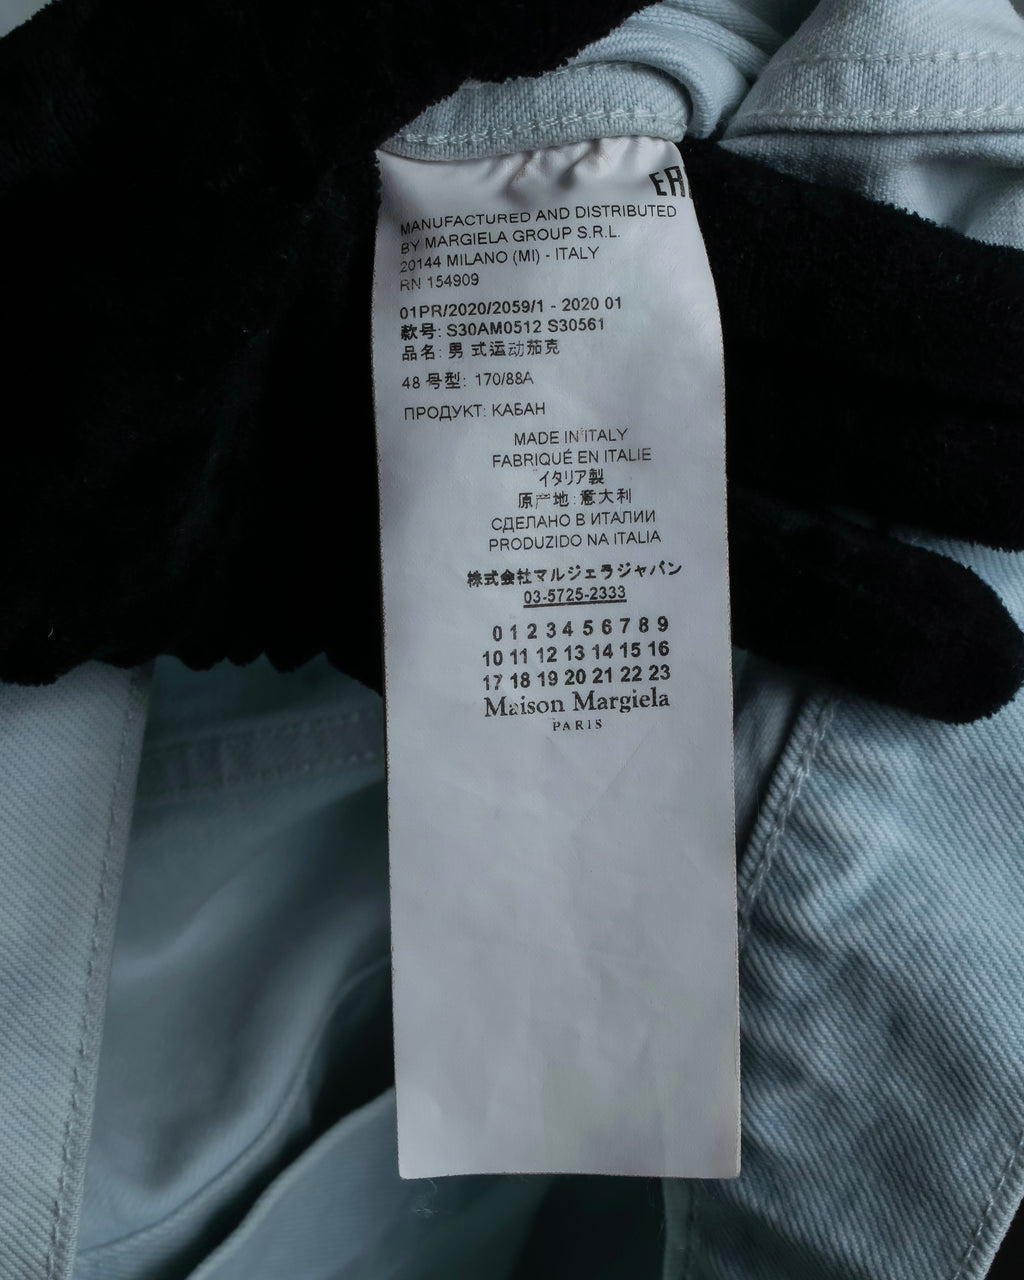 MANUFACTURED AND DISTRIBUTED
BY MARGIELA GROUP S.R.L.
20144 MILANO (MI) - ITALY
RN 154909
01PR/2020/2059/1 - 2020 01
款号: S30AM0512 S30561
品名: 男 式运动茄克
48 号型: 170/88A
ПРОДУКТ: КАБАН
MADE IN ITALY
FABRIQUÉ EN ITALIE
イタリア製
原产地: 意大利
СДЕЛАНО В ИТАЛИИ
PRODUZIDO NA ITALIA
株式会社マルジェラジャパン
03-5725-2333
0 1 2 3 4 5 6 7 8 9
10 11 12 13 14 15 16
17 18 19 20 21 22 23
Maison Margiela
PARIS